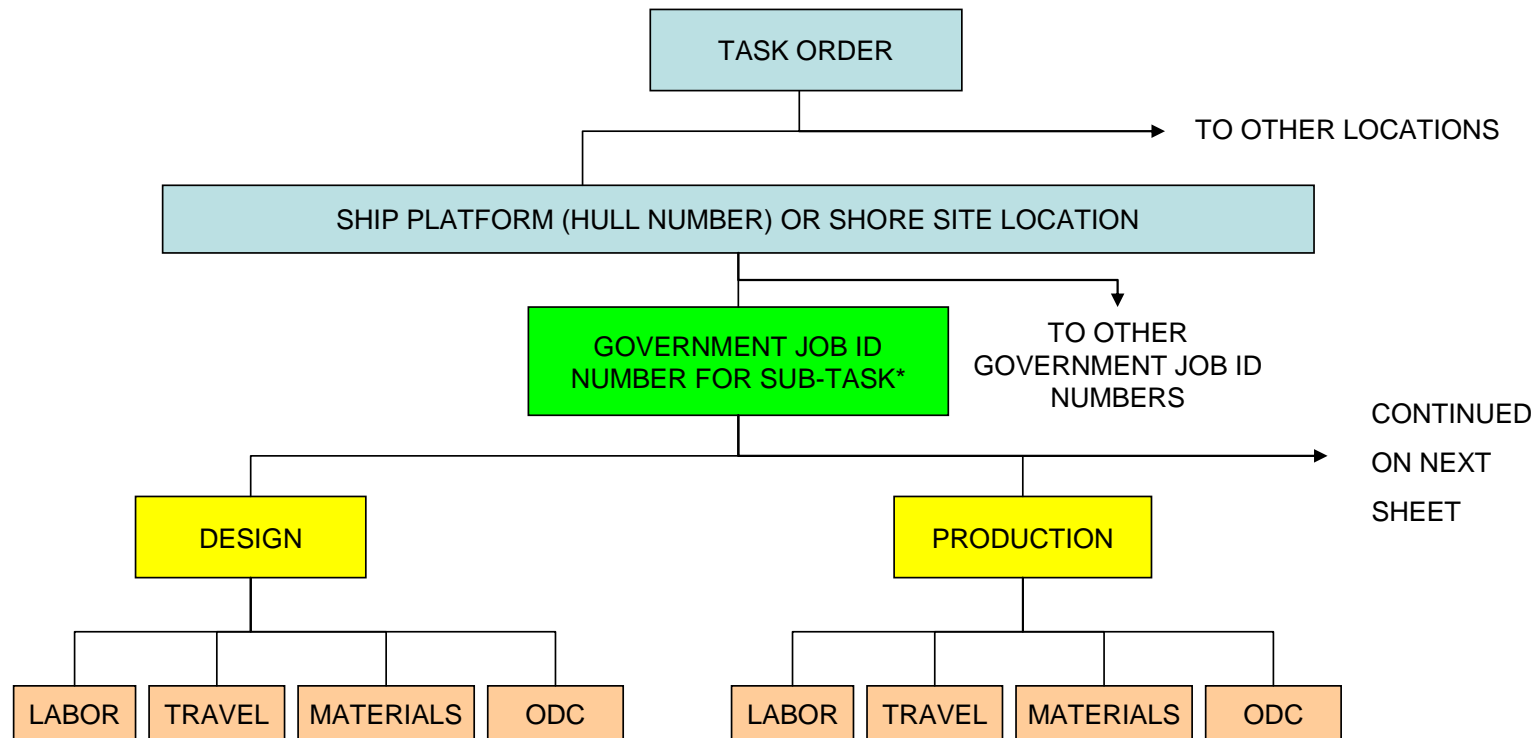 TASK ORDER
TO OTHER LOCATIONS
SHIP PLATFORM (HULL NUMBER) OR SHORE SITE LOCATION
GOVERNMENT JOB ID
NUMBER FOR SUB-TASK*
TO OTHER
GOVERNMENT JOB ID
NUMBERS
CONTINUED
ON NEXT
SHEET
DESIGN
PRODUCTION
LABOR
TRAVEL
MATERIALS
ODC
LABOR
TRAVEL
MATERIALS
ODC